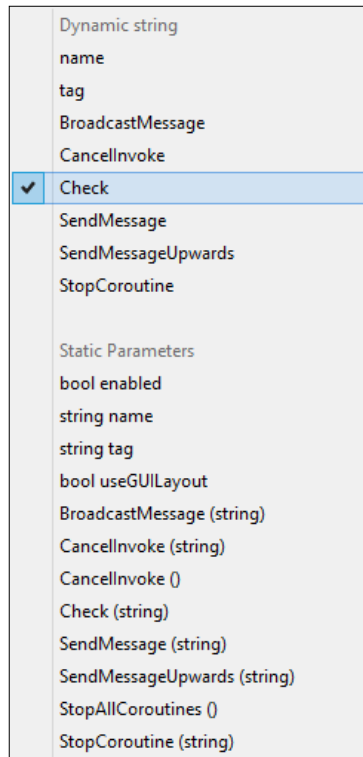 Dynamic string
name
tag
BroadcastMessage
CancelInvoke
Check
SendMessage
SendMessageUpwards
StopCoroutine
Static Parameters
bool enabled
string name
string tag
bool useGUILayout
BroadcastMessage (string)
CancelInvoke (string)
CancelInvoke ()
Check (string)
SendMessage (string)
SendMessageUpwards (string)
StopAllCoroutines ()
StopCoroutine (string)